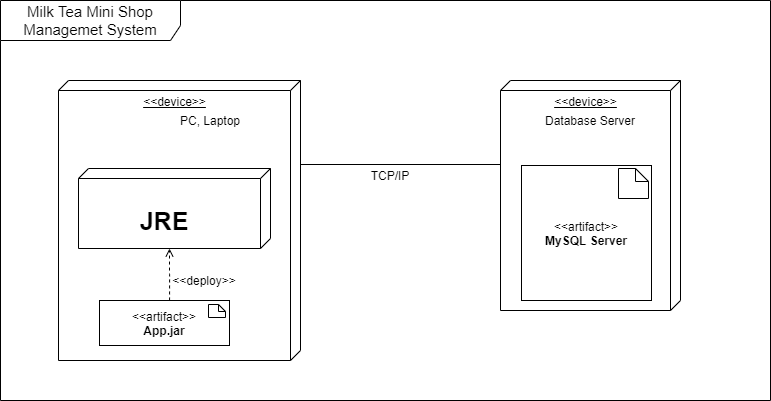 Milk Tea Mini Shop
Managemet System
<<device>>
PC, Laptop
JRE
<<deploy>>
<<artifact>>
App.jar
TCP/IP
<<device>>
Database Server
<<artifact>>
MySQL Server